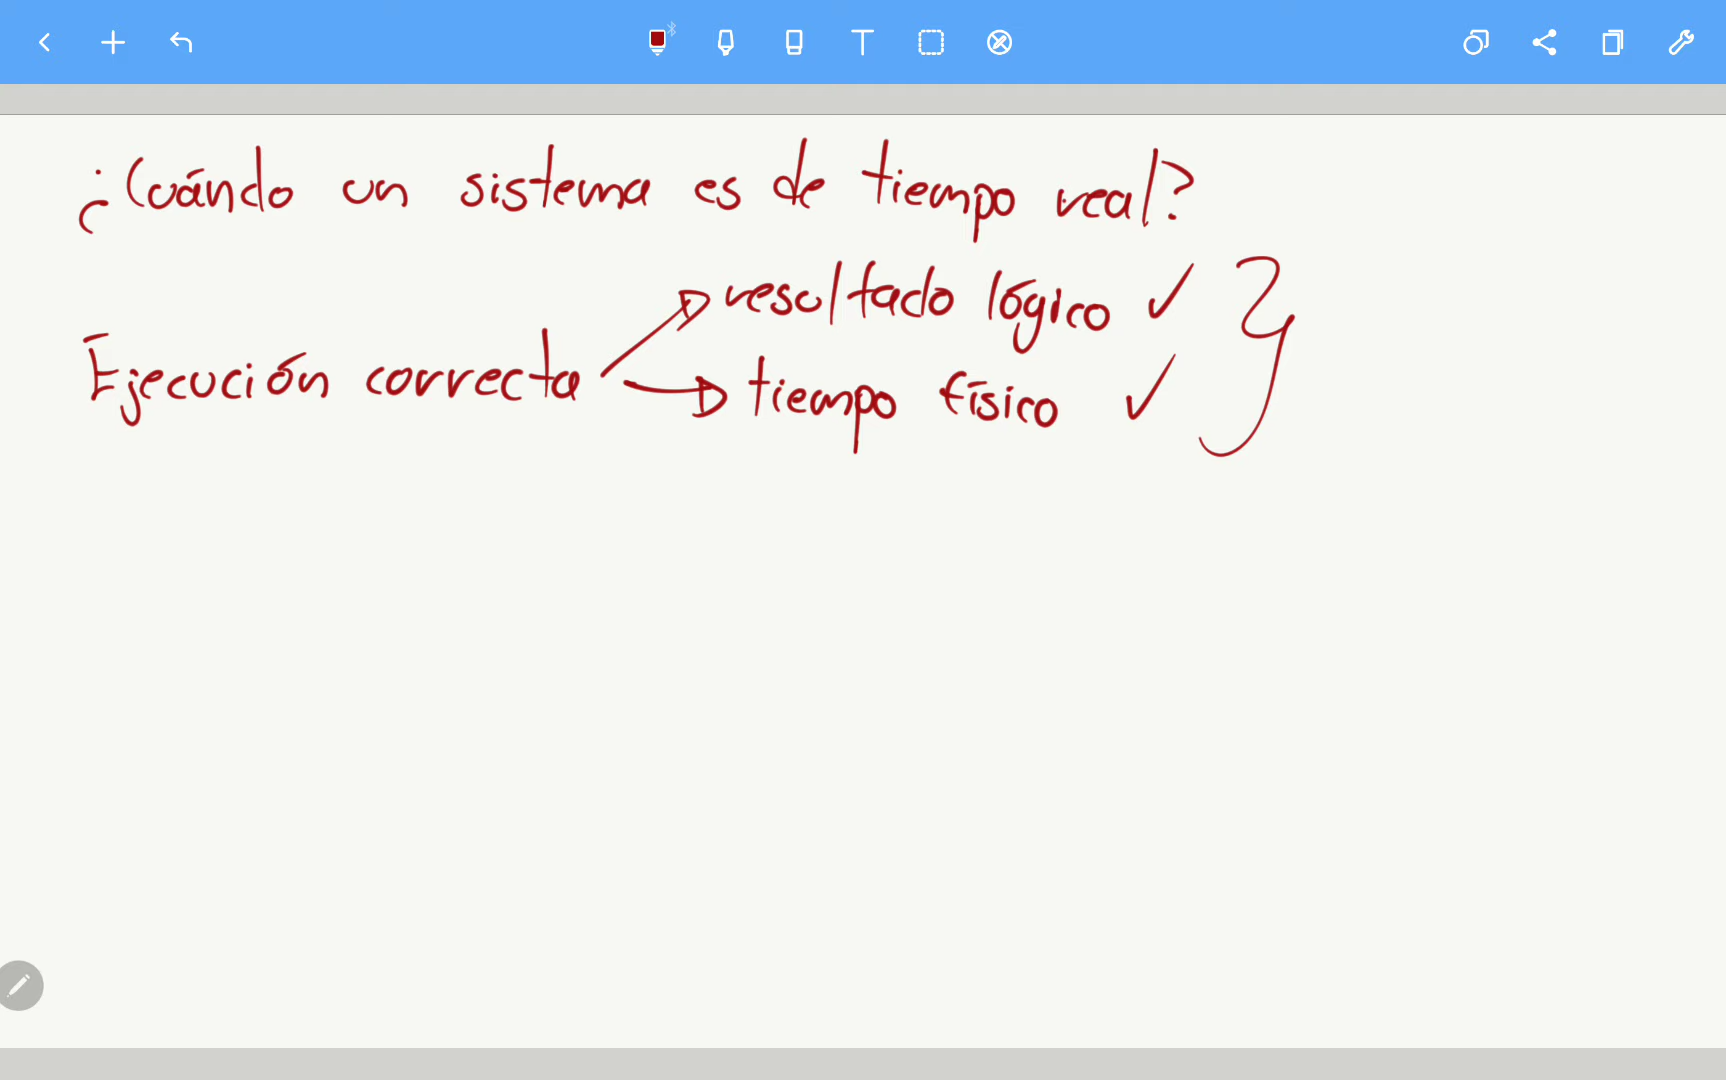 ¿Cuándo un sistema es de tiempo real?
resultado lógico ✓
Ejecución correcta
tiempo físico ✓